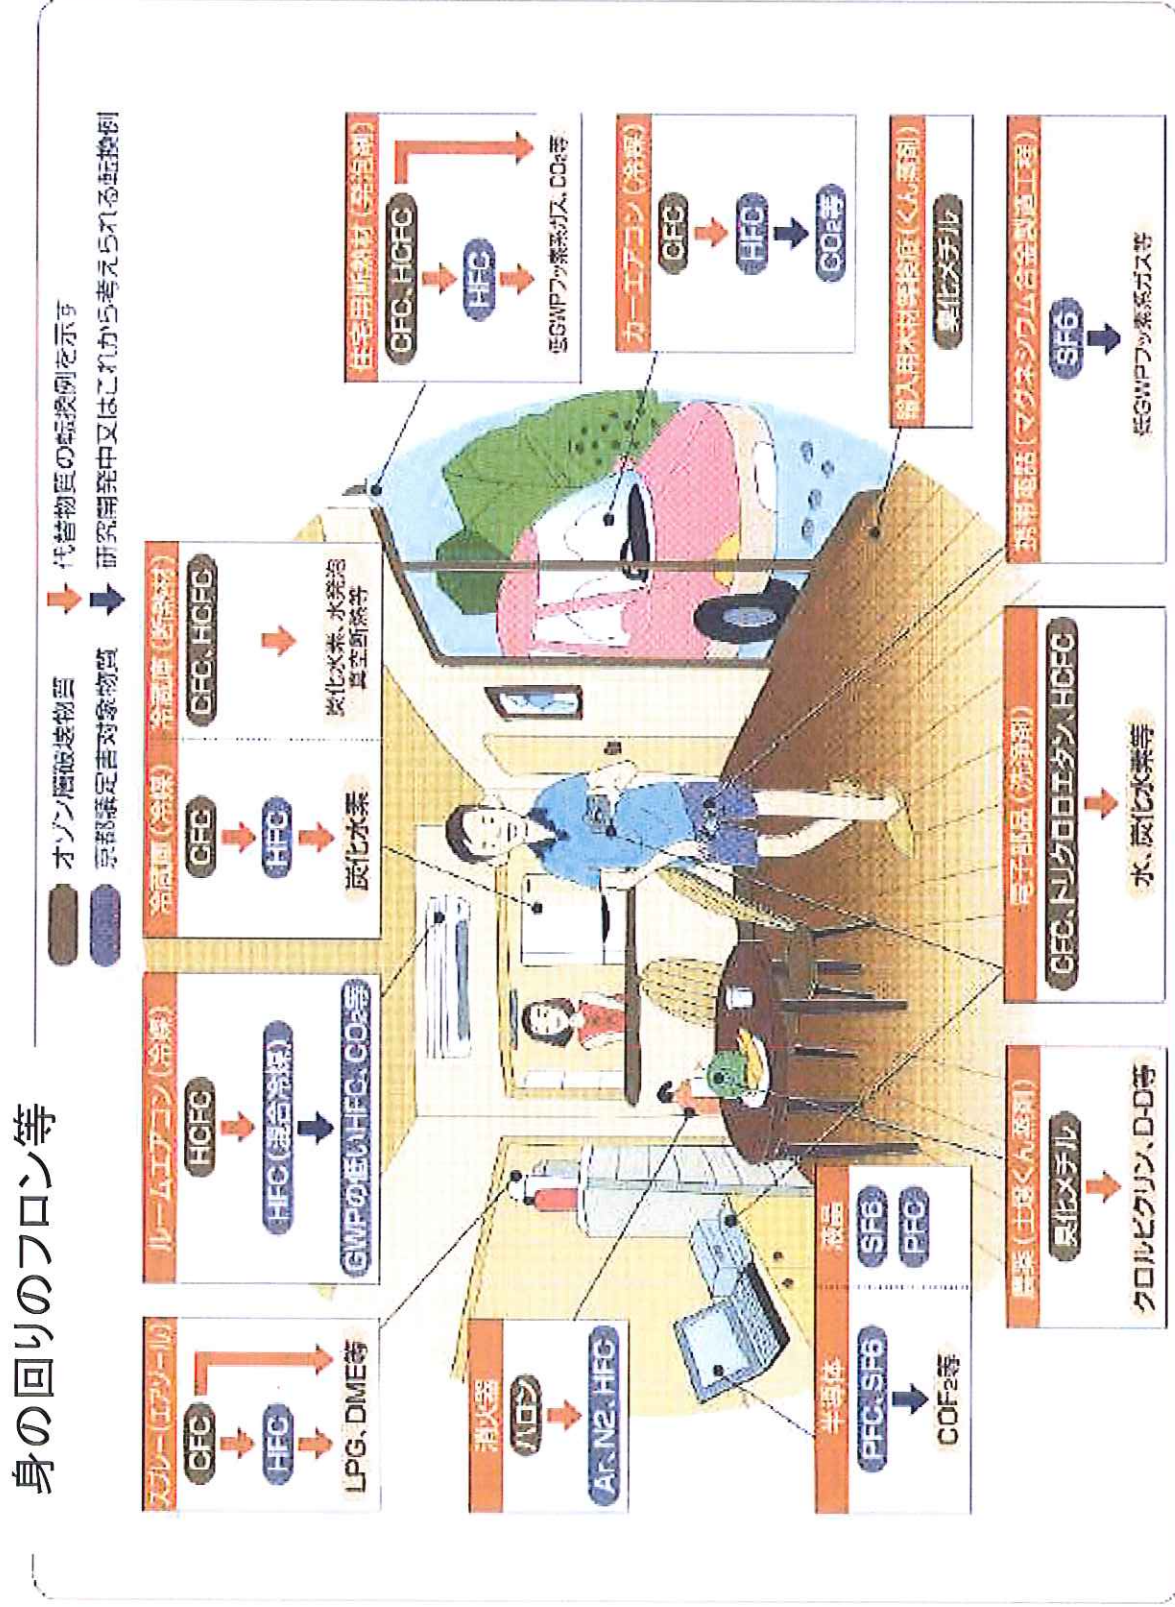 身の回りのフロン等
オゾン層破壊物質
京都議定書対象物質
代替物質の転換例を示す
研究開発中又はこれから考えられる転換例
スプレー(エアゾール)
CFC
HFC
LPG、DME等
ルームエアコン(冷媒)
HCFC
HFC(混合冷媒)
GWPの低いHFC、CO₂等
冷蔵庫(冷媒)
CFC
HFC
炭化水素
冷蔵庫(断熱材)
CFC、HCFC
炭化水素、水発泡
真空断熱等
住宅用断熱材(発泡剤)
CFC、HCFC
HFC
低GWPフッ素系ガス、CO₂等
カーエアコン(冷媒)
CFC
HFC
CO₂等
輸入用木材等検疫(くん蒸剤)
臭化メチル
消火器
ハロン
Ar、N2、HFC
半導体
PFC、SF6
COF₂等
液晶
SF6
PFC
農薬(土壌くん蒸剤)
臭化メチル
クロルピクリン、D-D等
電子部品(洗浄剤)
CFC、トリクロロエタン、HCFC
水、炭化水素等
携帯電話(マグネシウム合金製造工程)
SF6
低GWPフッ素系ガス等